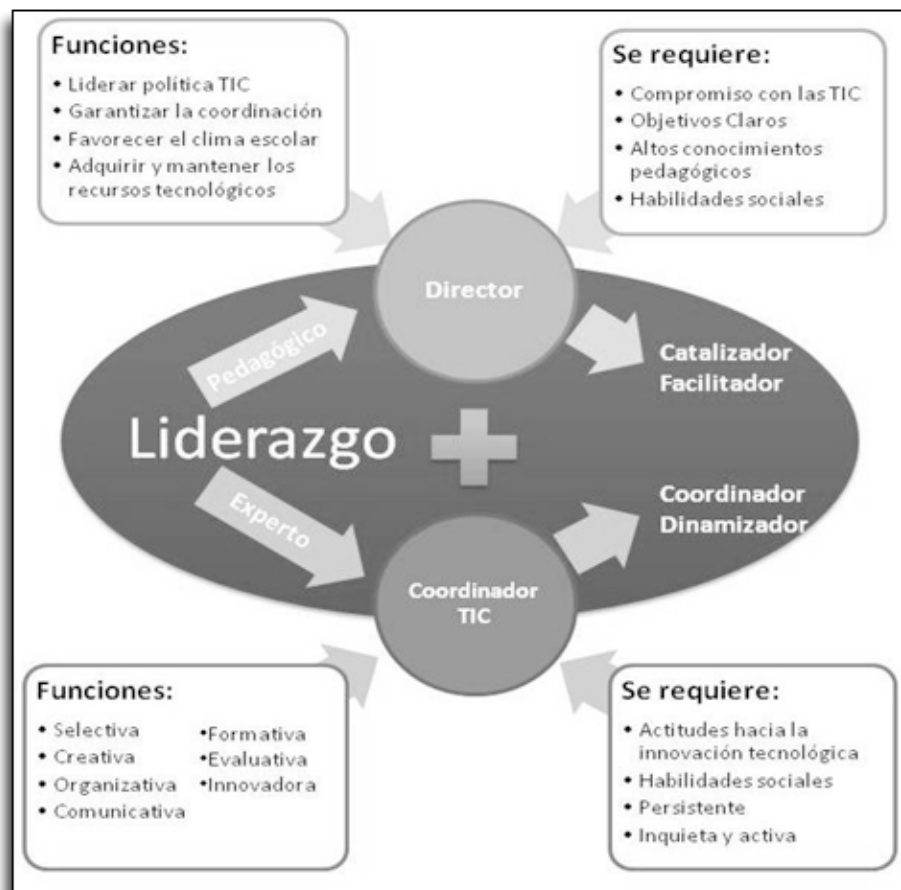 Funciones:
• Liderar política TIC
• Garantizar la coordinación
• Favorecer el clima escolar
• Adquirir y mantener los
recursos tecnológicos
Se requiere:
• Compromiso con las TIC
• Objetivos Claros
• Altos conocimientos
pedagógicos
• Habilidades sociales
Director
Pedagógico
Catalizador
Facilitador
Liderazgo
Experto
Coordinador
Dinamizador
Coordinador
TIC
Funciones:
• Selectiva
• Creativa
• Organizativa
• Comunicativa
•Formativa
•Evaluativa
•Innovadora
Se requiere:
• Actitudes hacia la
innovación tecnológica
• Habilidades sociales
• Persistente
• Inquieta y activa